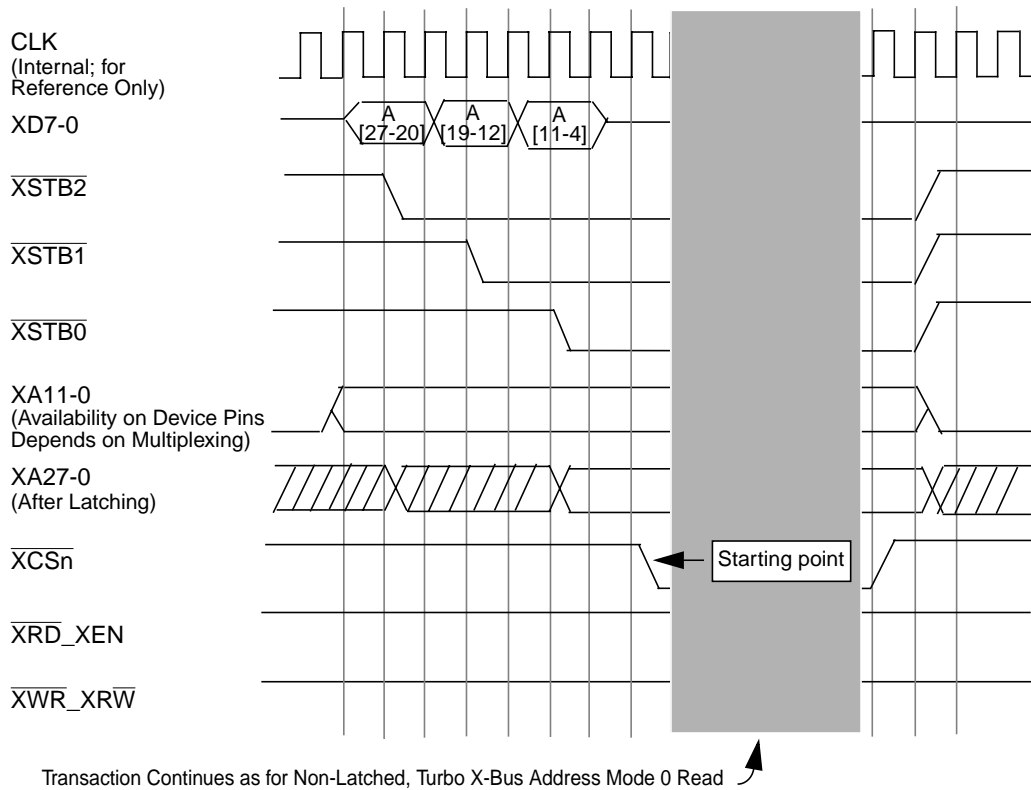 CLK
(Internal; for
Reference Only)
XD7-0
A
[27-20]
A
[19-12]
A
[11-4]
XSTB2
XSTB1
XSTB0
XA11-0
(Availability on Device Pins
Depends on Multiplexing)
XA27-0
(After Latching)
XCSn
Starting point
XRD_XEN
XWR_XRW
Transaction Continues as for Non-Latched, Turbo X-Bus Address Mode 0 Read